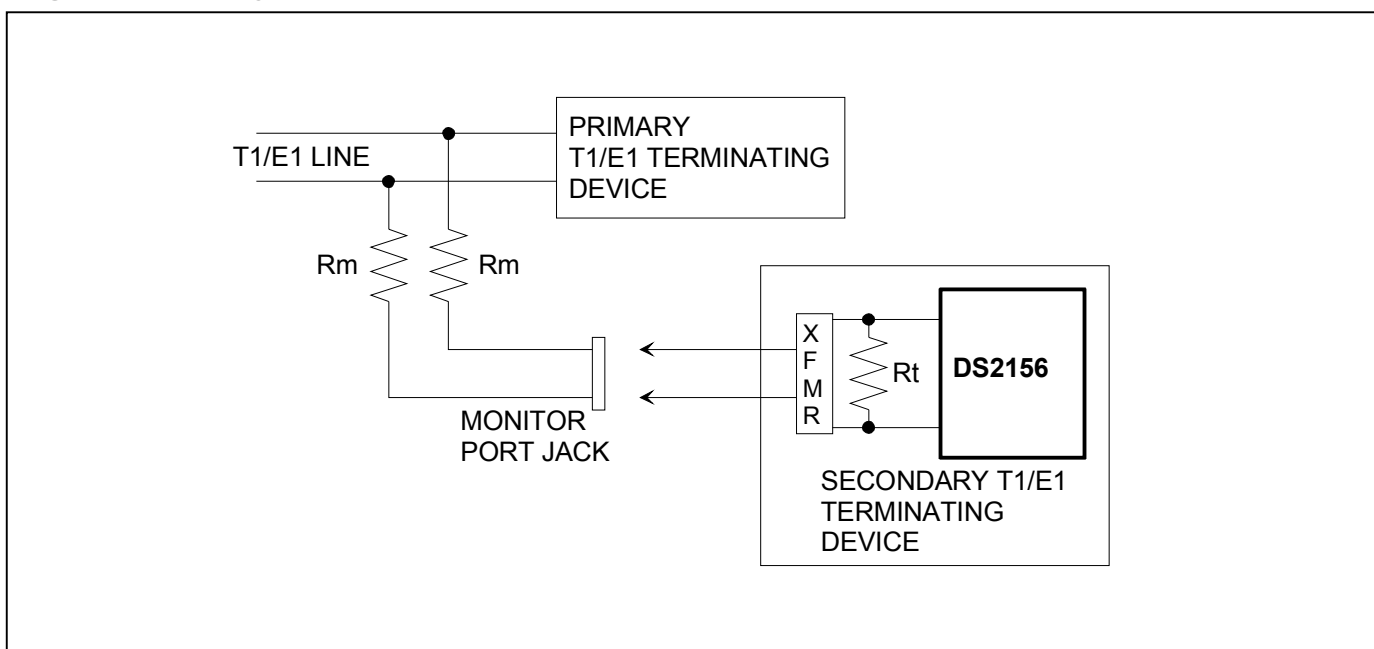 PRIMARY
T1/E1 TERMINATING
DEVICE
T1/E1 LINE
Rm
Rm
X
F
M
R
Rt
DS2156
MONITOR
PORT JACK
SECONDARY T1/E1
TERMINATING
DEVICE